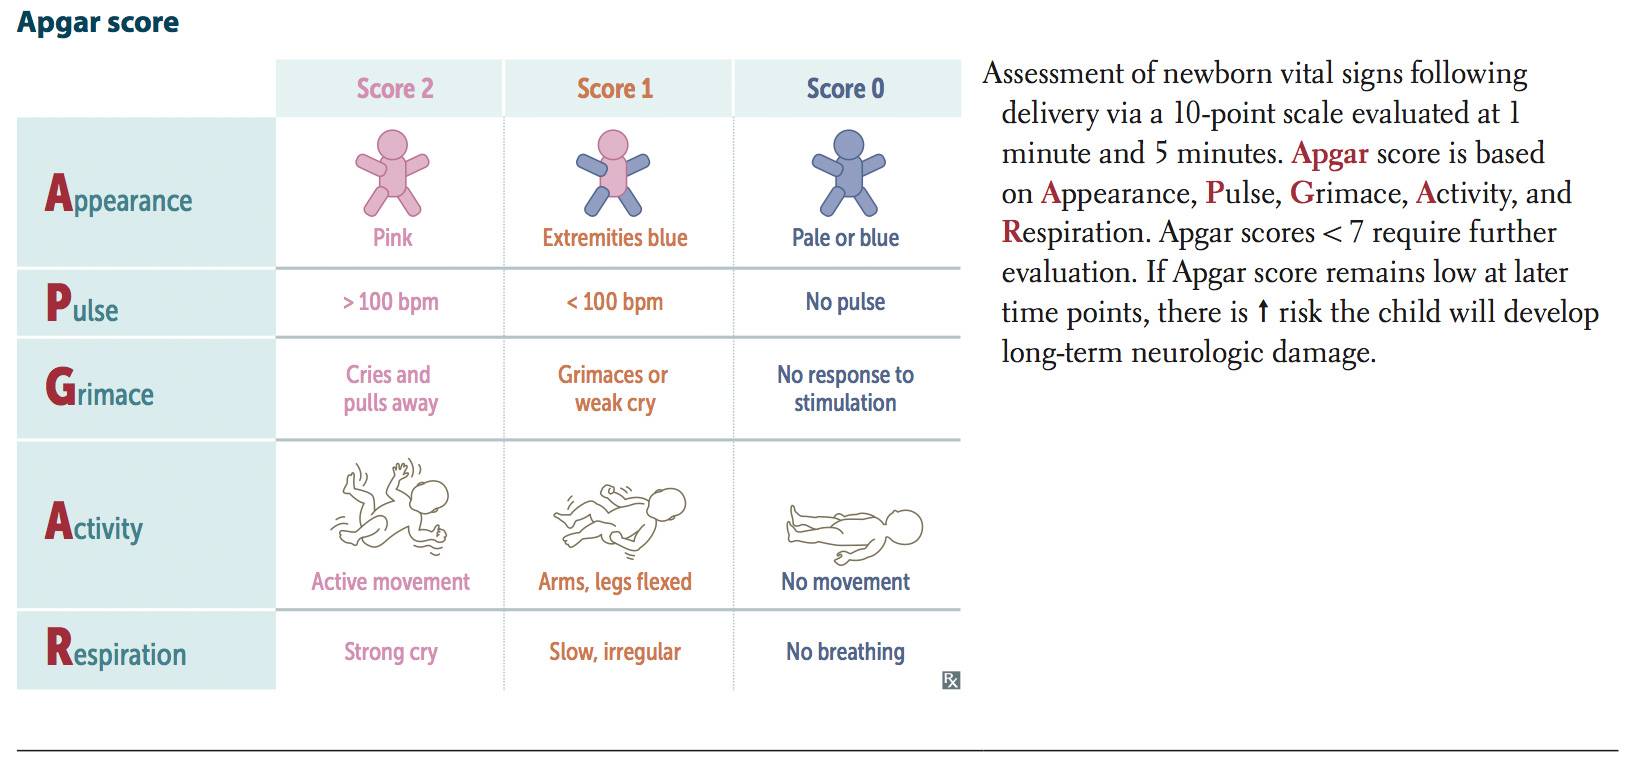 Apgar score
Score 2
Score 1
Score 0
Appearance
Pink
Extremities blue
Pale or blue
Pulse
> 100 bpm
< 100 bpm
No pulse
Grimace
Cries and
pulls away
Grimaces or
weak cry
No response to
stimulation
Activity
Active movement
Arms, legs flexed
No movement
Respiration
Strong cry
Slow, irregular
No breathing
Rx
Assessment of newborn vital signs following
delivery via a 10-point scale evaluated at 1
minute and 5 minutes. Apgar score is based
on Appearance, Pulse, Grimace, Activity, and
Respiration. Apgar scores < 7 require further
evaluation. If Apgar score remains low at later
time points, there is ↑ risk the child will develop
long-term neurologic damage.